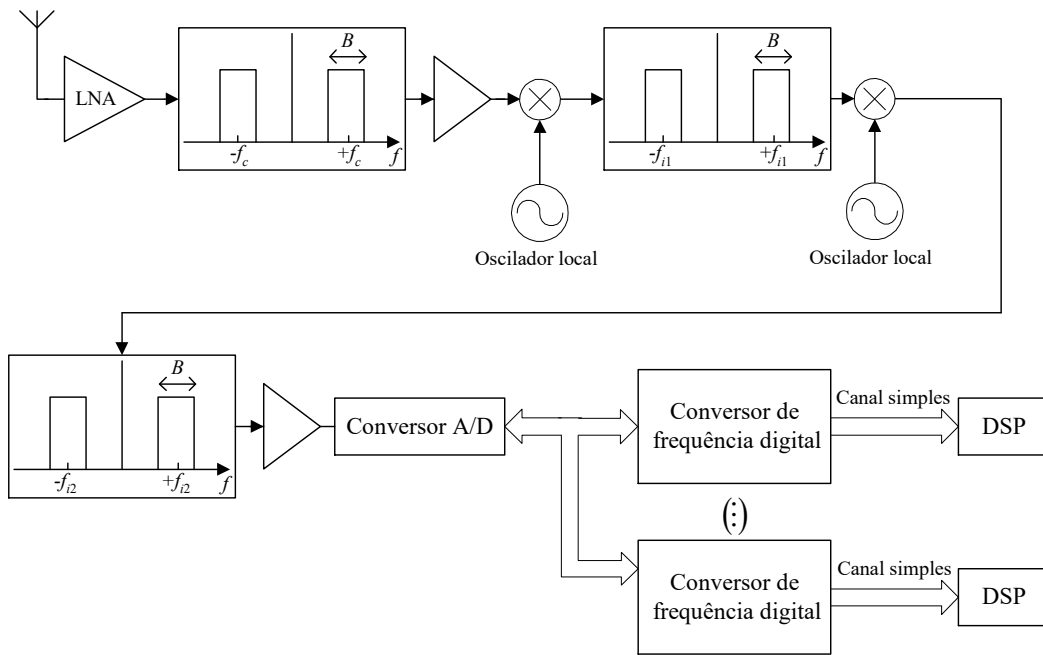 LNA
B
-fc
+fc
f
B
-fi1
+fi1
f
Oscilador local
Oscilador local
B
-fi2
+fi2
f
Conversor A/D
Conversor de
frequência digital
Canal simples
DSP
(⋮)
Conversor de
frequência digital
Canal simples
DSP